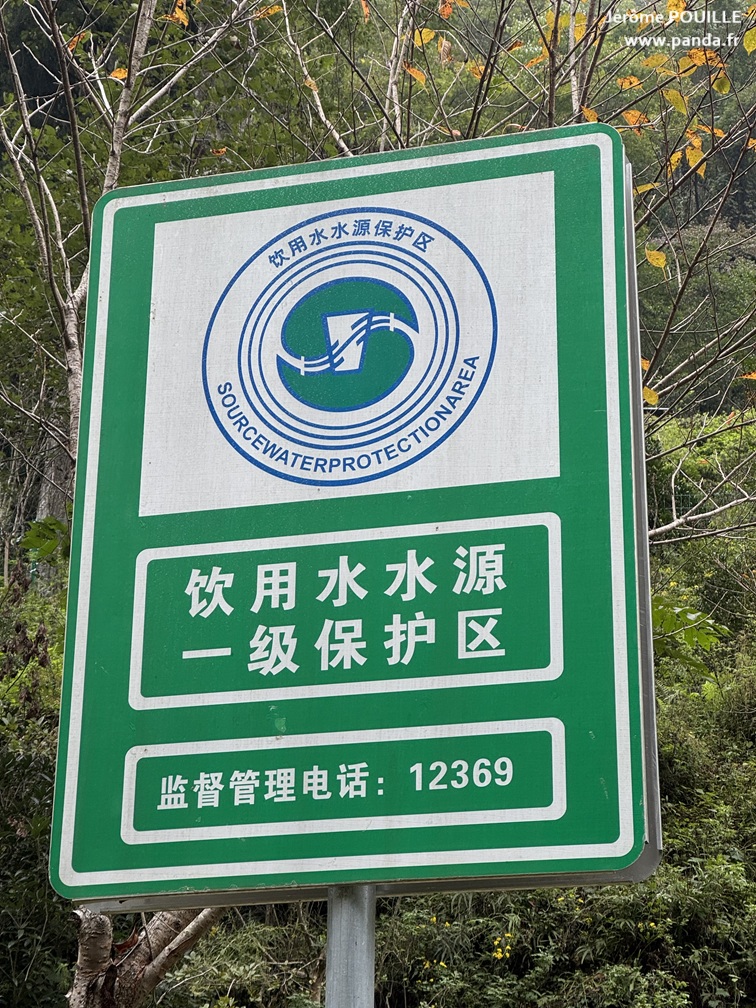 Jérôme POUILLE
www.panda.fr
饮用水水源保护区
SOURCEWATERPROTECTIONAREA
饮用水水源
一级保护区
监督管理电话：12369